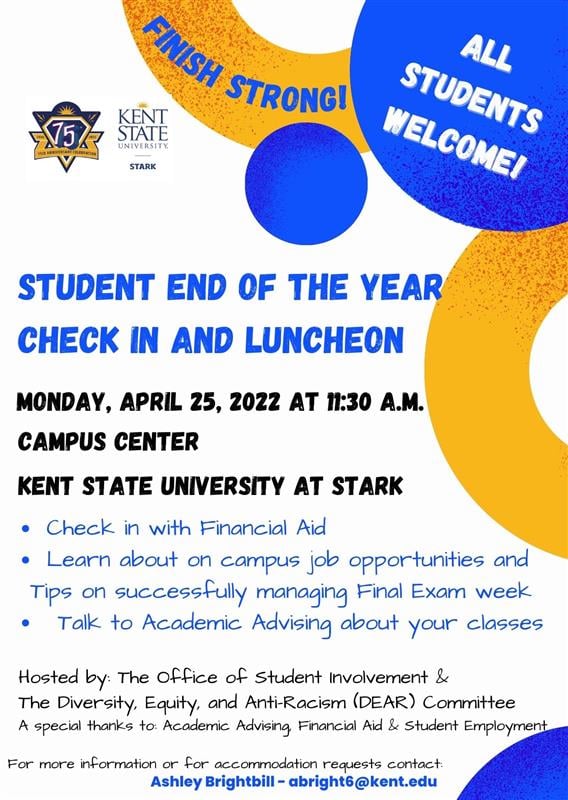 FINISH STRONG!
ALL
STUDENTS
WELCOME!
75
75TH ANNIVERSARY CELEBRATION
KENT
STATE
UNIVERSITY
STARK
STUDENT END OF THE YEAR
CHECK IN AND LUNCHEON
MONDAY, APRIL 25, 2022 AT 11:30 A.M.
CAMPUS CENTER
KENT STATE UNIVERSITY AT STARK
• Check in with Financial Aid
• Learn about on campus job opportunities and
Tips on successfully managing Final Exam week
• Talk to Academic Advising about your classes
Hosted by: The Office of Student Involvement &
The Diversity, Equity, and Anti-Racism (DEAR) Committee
A special thanks to: Academic Advising, Financial Aid & Student Employment
For more information or for accommodation requests contact:
Ashley Brightbill - abright6@kent.edu